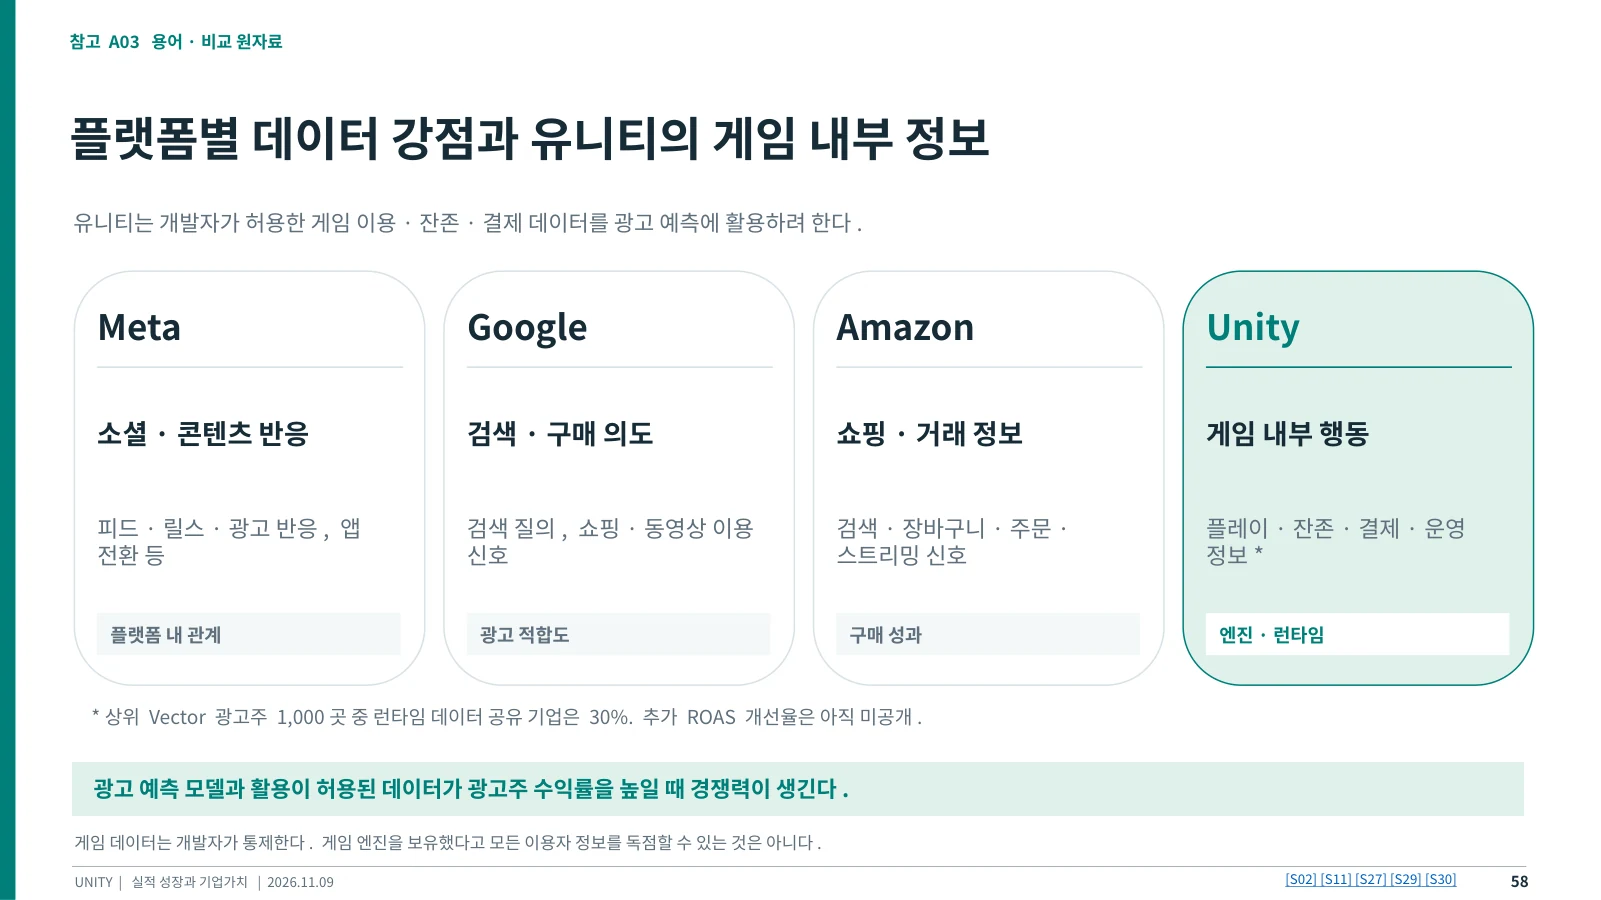 참고 A03 용어 · 비교 원자료
플랫폼별 데이터 강점과 유니티의 게임 내부 정보
유니티는 개발자가 허용한 게임 이용 · 잔존 · 결제 데이터를 광고 예측에 활용하려 한다 .
Meta
소셜 · 콘텐츠 반응
피드 · 릴스 · 광고 반응 , 앱
전환 등
플랫폼 내 관계
Google
검색 · 구매 의도
검색 질의 , 쇼핑 · 동영상 이용
신호
광고 적합도
Amazon
쇼핑 · 거래 정보
검색 · 장바구니 · 주문 ·
스트리밍 신호
구매 성과
Unity
게임 내부 행동
플레이 · 잔존 · 결제 · 운영
정보 *
엔진 · 런타임
* 상위 Vector 광고주 1,000 곳 중 런타임 데이터 공유 기업은 30%. 추가 ROAS 개선율은 아직 미공개 .
광고 예측 모델과 활용이 허용된 데이터가 광고주 수익률을 높일 때 경쟁력이 생긴다 .
게임 데이터는 개발자가 통제한다 . 게임 엔진을 보유했다고 모든 이용자 정보를 독점할 수 있는 것은 아니다 .
UNITY | 실적 성장과 기업가치 | 2026.11.09
[S02] [S11] [S27] [S29] [S30]
58